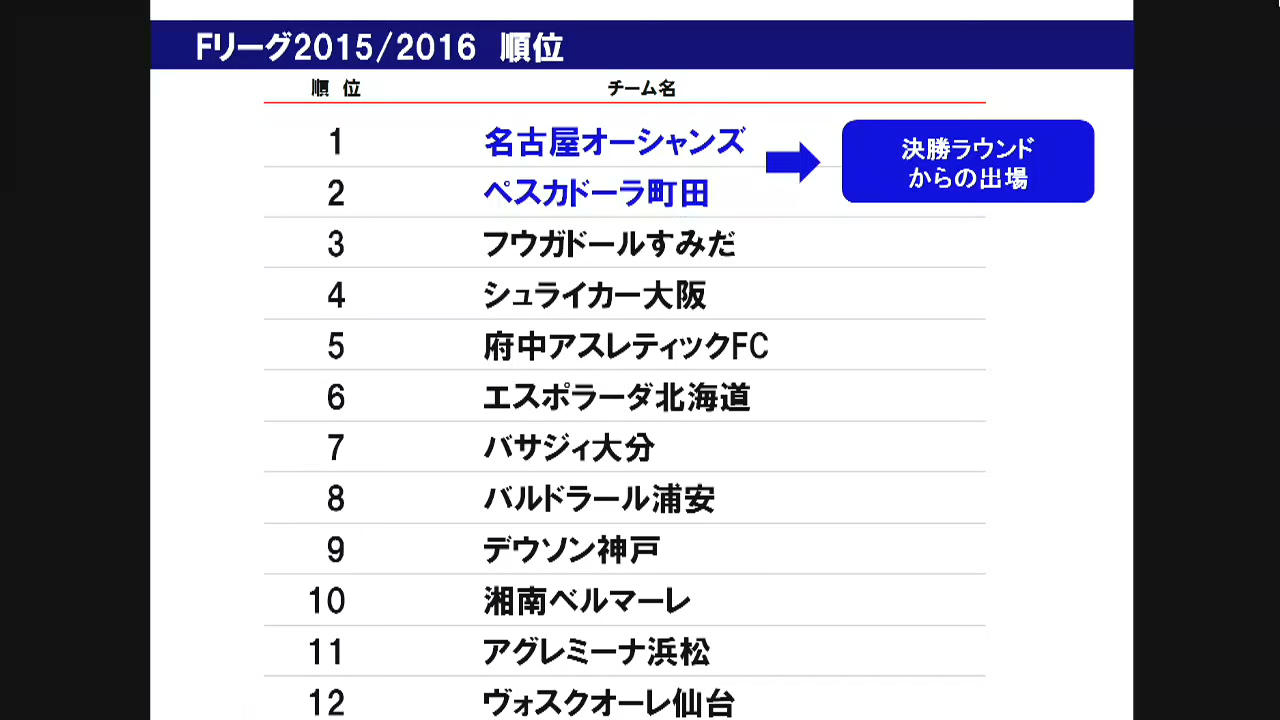 Fリーグ2015/2016 順位
順 位 チーム名
1 名古屋オーシャンズ
決勝ラウンド
からの出場
2 ペスカドーラ町田
3 フウガドールすみだ
4 シュライカー大阪
5 府中アスレティックFC
6 エスポラーダ北海道
7 バサジィ大分
8 バルドラール浦安
9 デウソン神戸
10 湘南ベルマーレ
11 アグレミーナ浜松
12 ヴォスクオーレ仙台